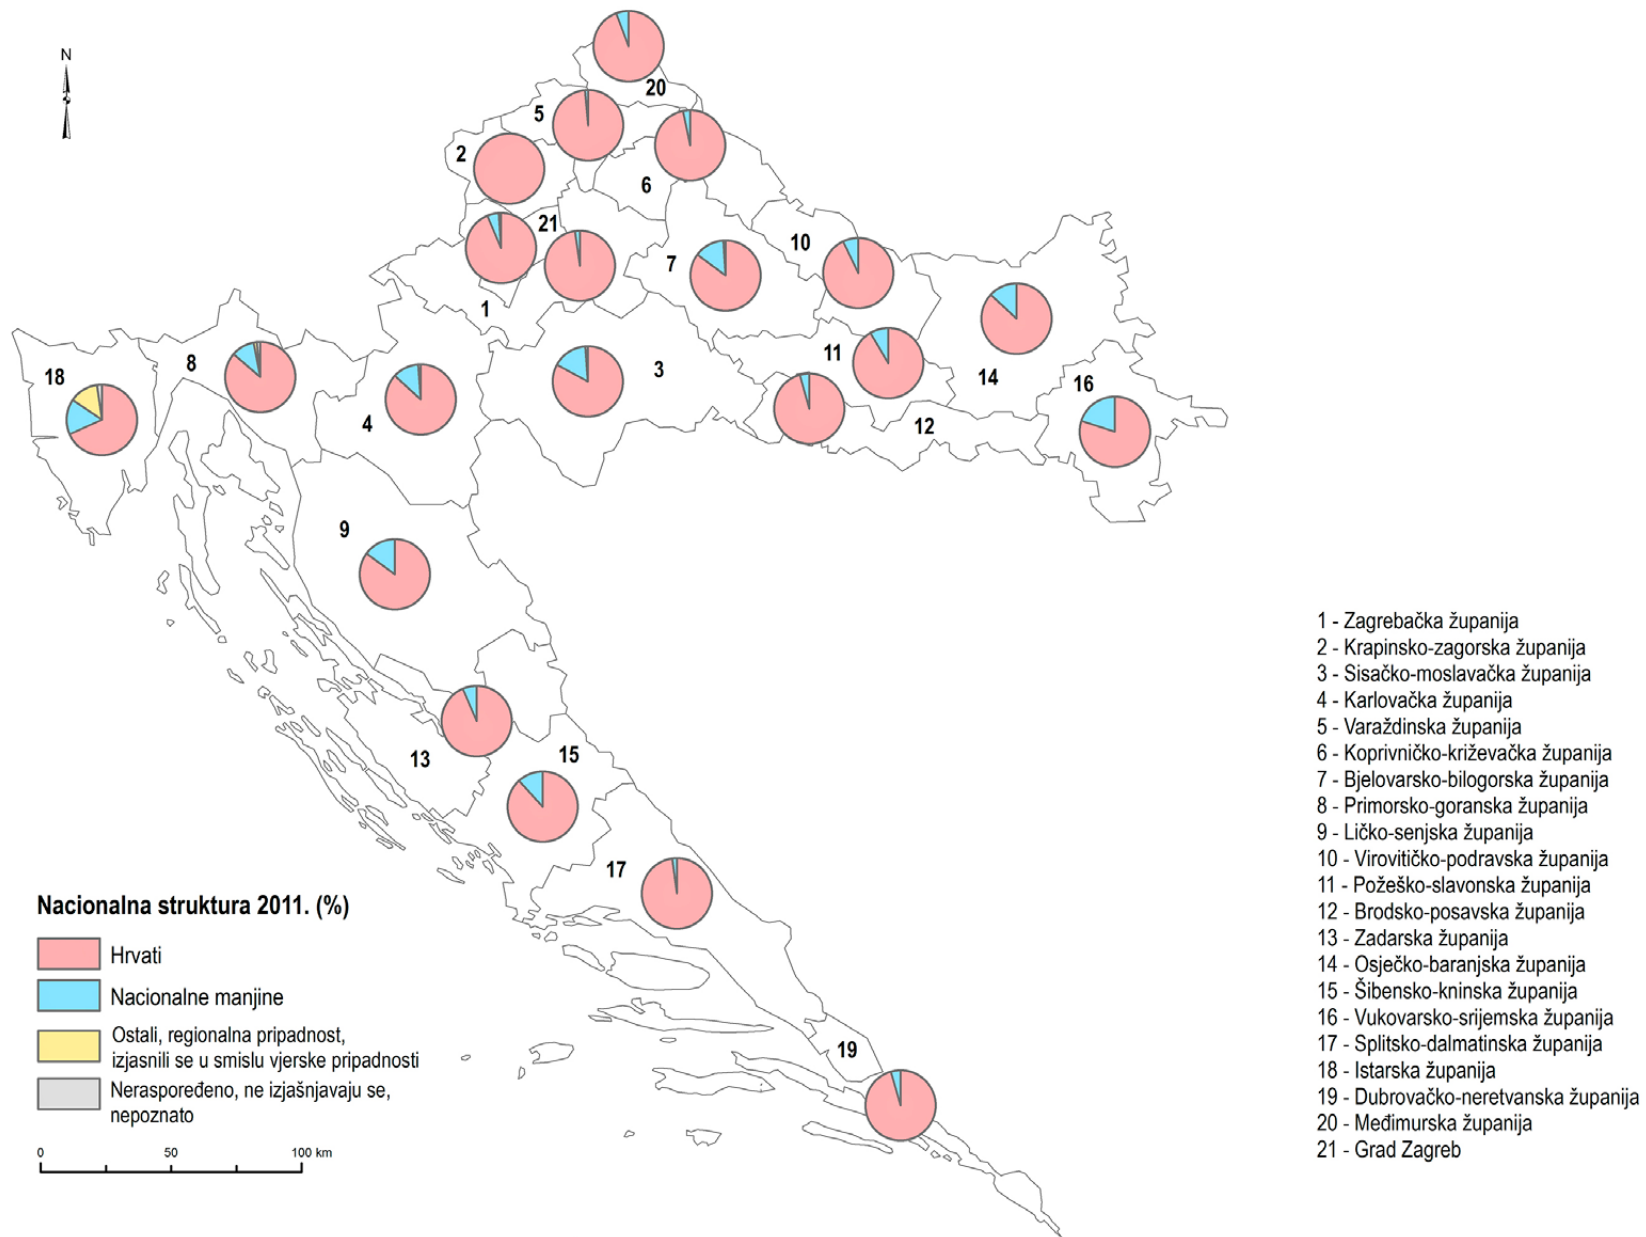 N
20
5
2
6
21
10
7
1
11
3
8
18
14
16
4
12
9
13
15
17
19
Nacionalna struktura 2011. (%)
Hrvati
Nacionalne manjine
Ostali, regionalna pripadnost,
izjasnili se u smislu vjerske pripadnosti
Neraspoređeno, ne izjašnjavaju se,
nepoznato
0 50 100 km
1 - Zagrebačka županija
2 - Krapinsko-zagorska županija
3 - Sisačko-moslavačka županija
4 - Karlovačka županija
5 - Varaždinska županija
6 - Koprivničko-križevačka županija
7 - Bjelovarsko-bilogorska županija
8 - Primorsko-goranska županija
9 - Ličko-senjska županija
10 - Virovitičko-podravska županija
11 - Požeško-slavonska županija
12 - Brodsko-posavska županija
13 - Zadarska županija
14 - Osječko-baranjska županija
15 - Šibensko-kninska županija
16 - Vukovarsko-srijemska županija
17 - Splitsko-dalmatinska županija
18 - Istarska županija
19 - Dubrovačko-neretvanska županija
20 - Međimurska županija
21 - Grad Zagreb